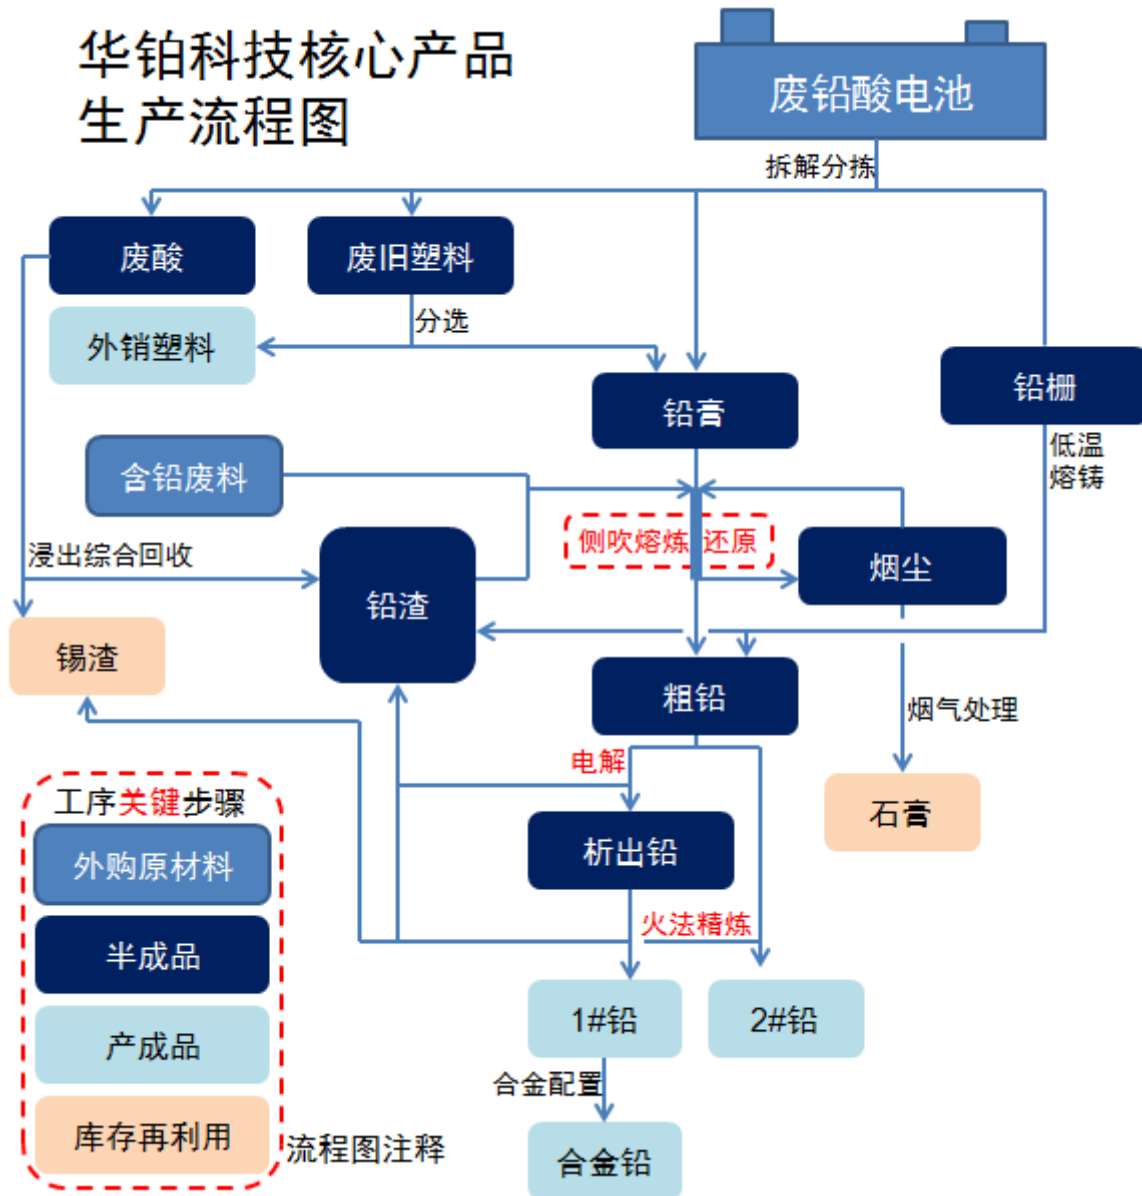 华铂科技核心产品
生产流程图
废铅酸电池
拆解分拣
废酸
废旧塑料
分选
外销塑料
铅膏
铅栅
低温
熔铸
含铅废料
侧吹熔炼 还原
浸出综合回收
铅渣
烟尘
锡渣
粗铅
烟气处理
电解
石膏
析出铅
火法精炼
1#铅
2#铅
合金配置
合金铅
工序关键步骤
外购原材料
半成品
产成品
库存再利用
流程图注释